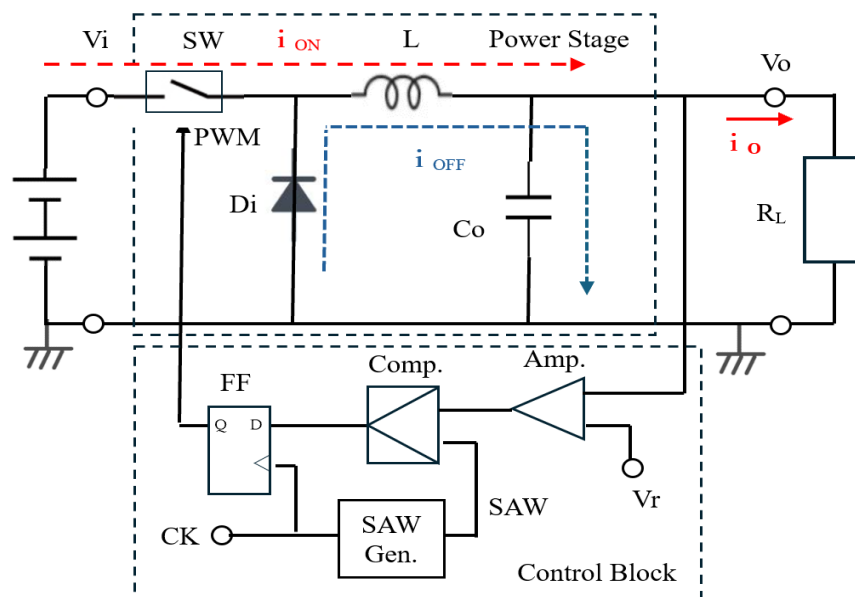 Vi
SW
i ON
L
Power Stage
Vo
PWM
i OFF
i O
Di
Co
RL
FF
Comp.
Amp.
Q
D
SAW
Vr
CK
SAW
Gen.
Control Block